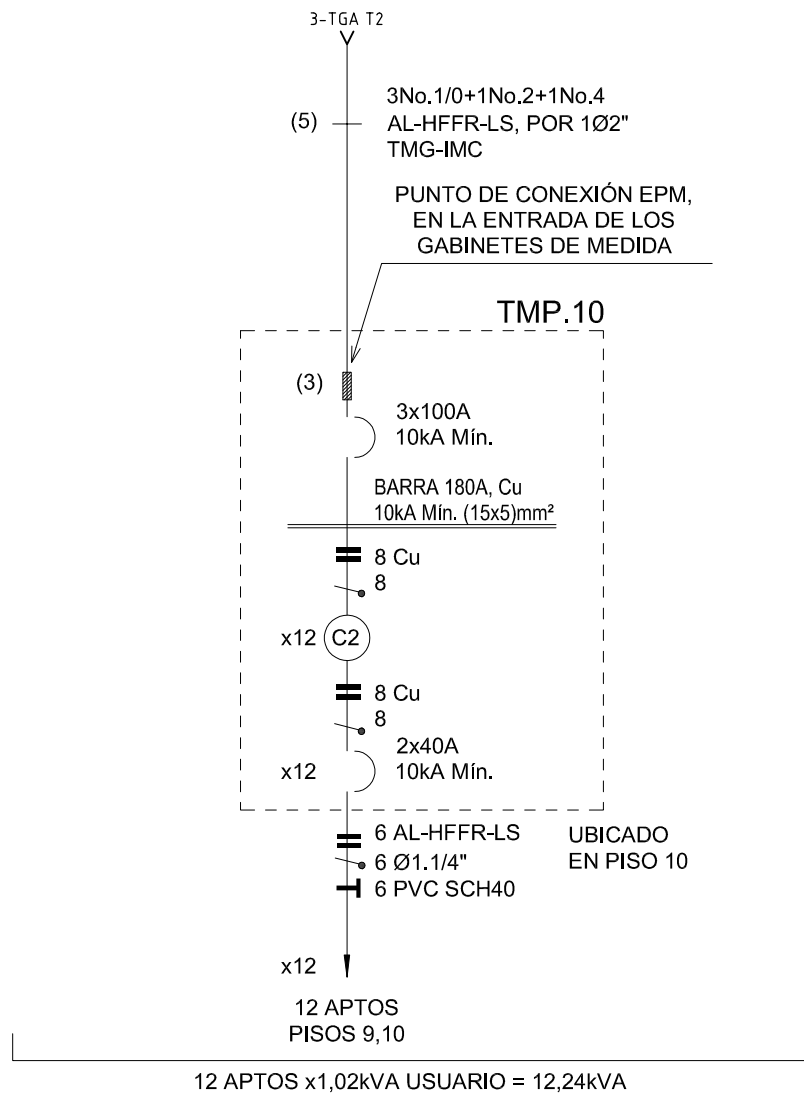 3-TGA T2
3No.1/0+1No.2+1No.4
(5)
AL-HFFR-LS, POR 1Ø2"
TMG-IMC
PUNTO DE CONEXIÓN EPM,
EN LA ENTRADA DE LOS
GABINETES DE MEDIDA
TMP.10
(3)
3x100A
10kA Mín.
BARRA 180A, Cu
10kA Mín. (15x5)mm²
8 Cu
8
x12
C2
8 Cu
8
2x40A
x12
10kA Mín.
6 AL-HFFR-LS
6 Ø1.1/4"
6 PVC SCH40
UBICADO
EN PISO 10
x12
12 APTOS
PISOS 9,10
12 APTOS x1,02kVA USUARIO = 12,24kVA